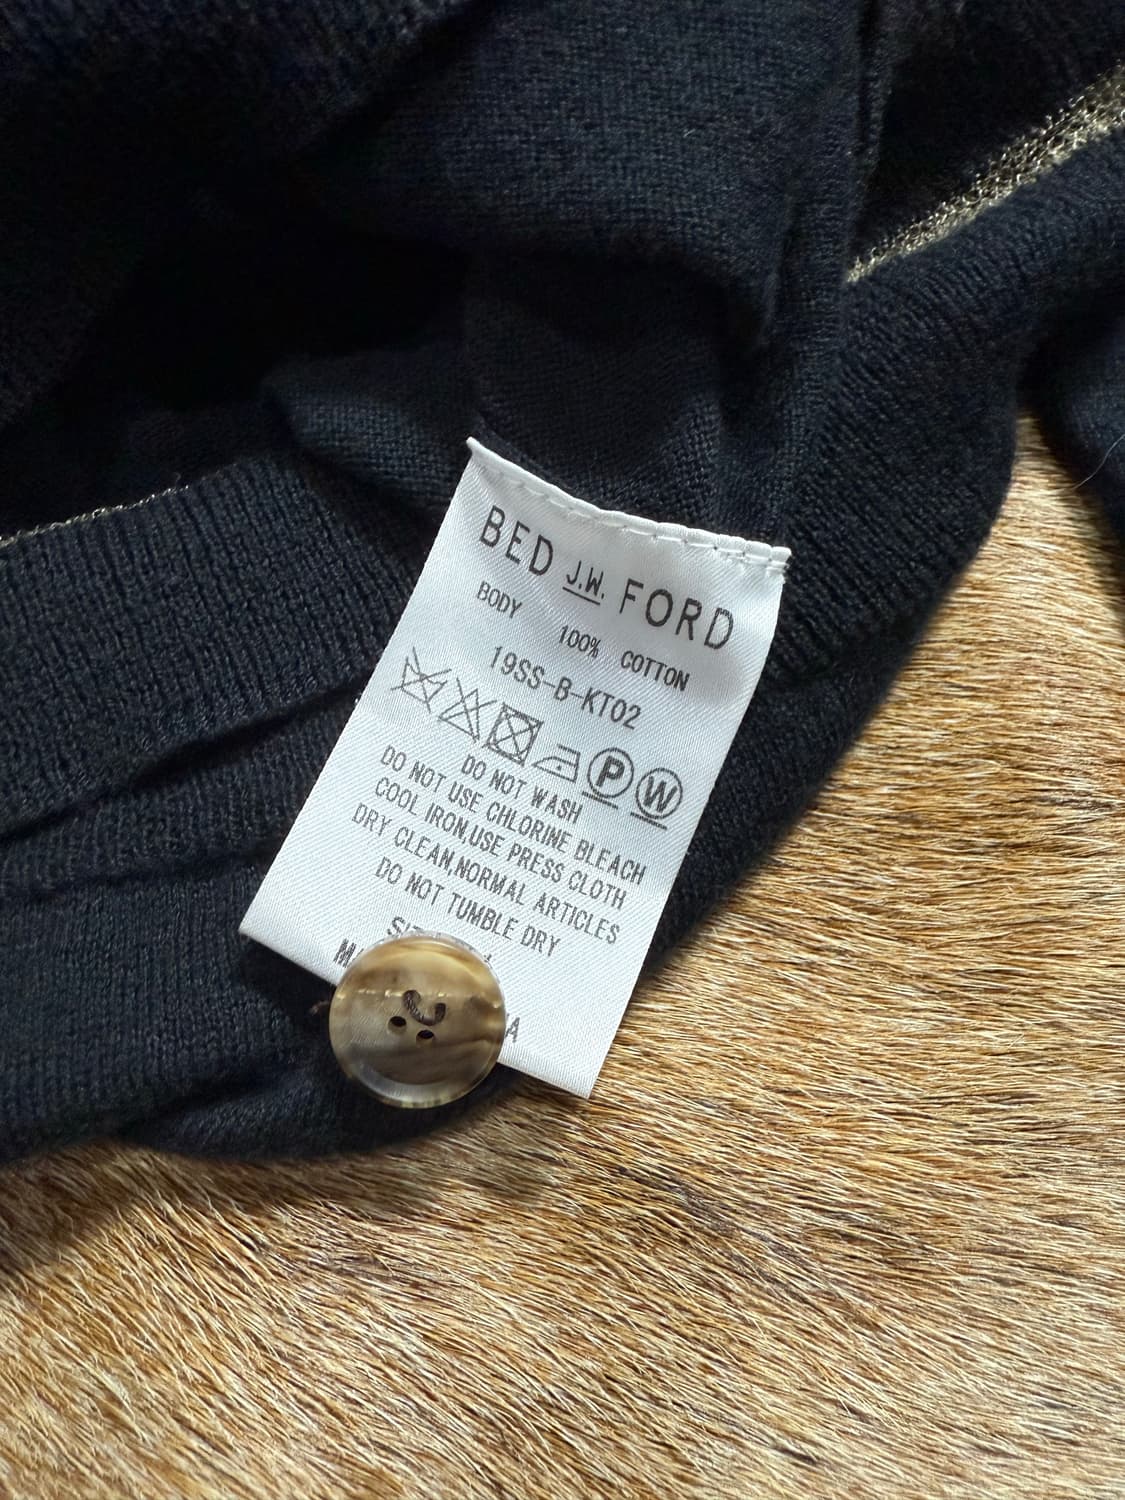 BED J.W. FORD
BODY 100% COTTON
19SS-B-KT02
P W
DO NOT WASH
DO NOT USE CHLORINE BLEACH
COOL IRON,USE PRESS CLOTH
DRY CLEAN,NORMAL ARTICLES
DO NOT TUMBLE DRY